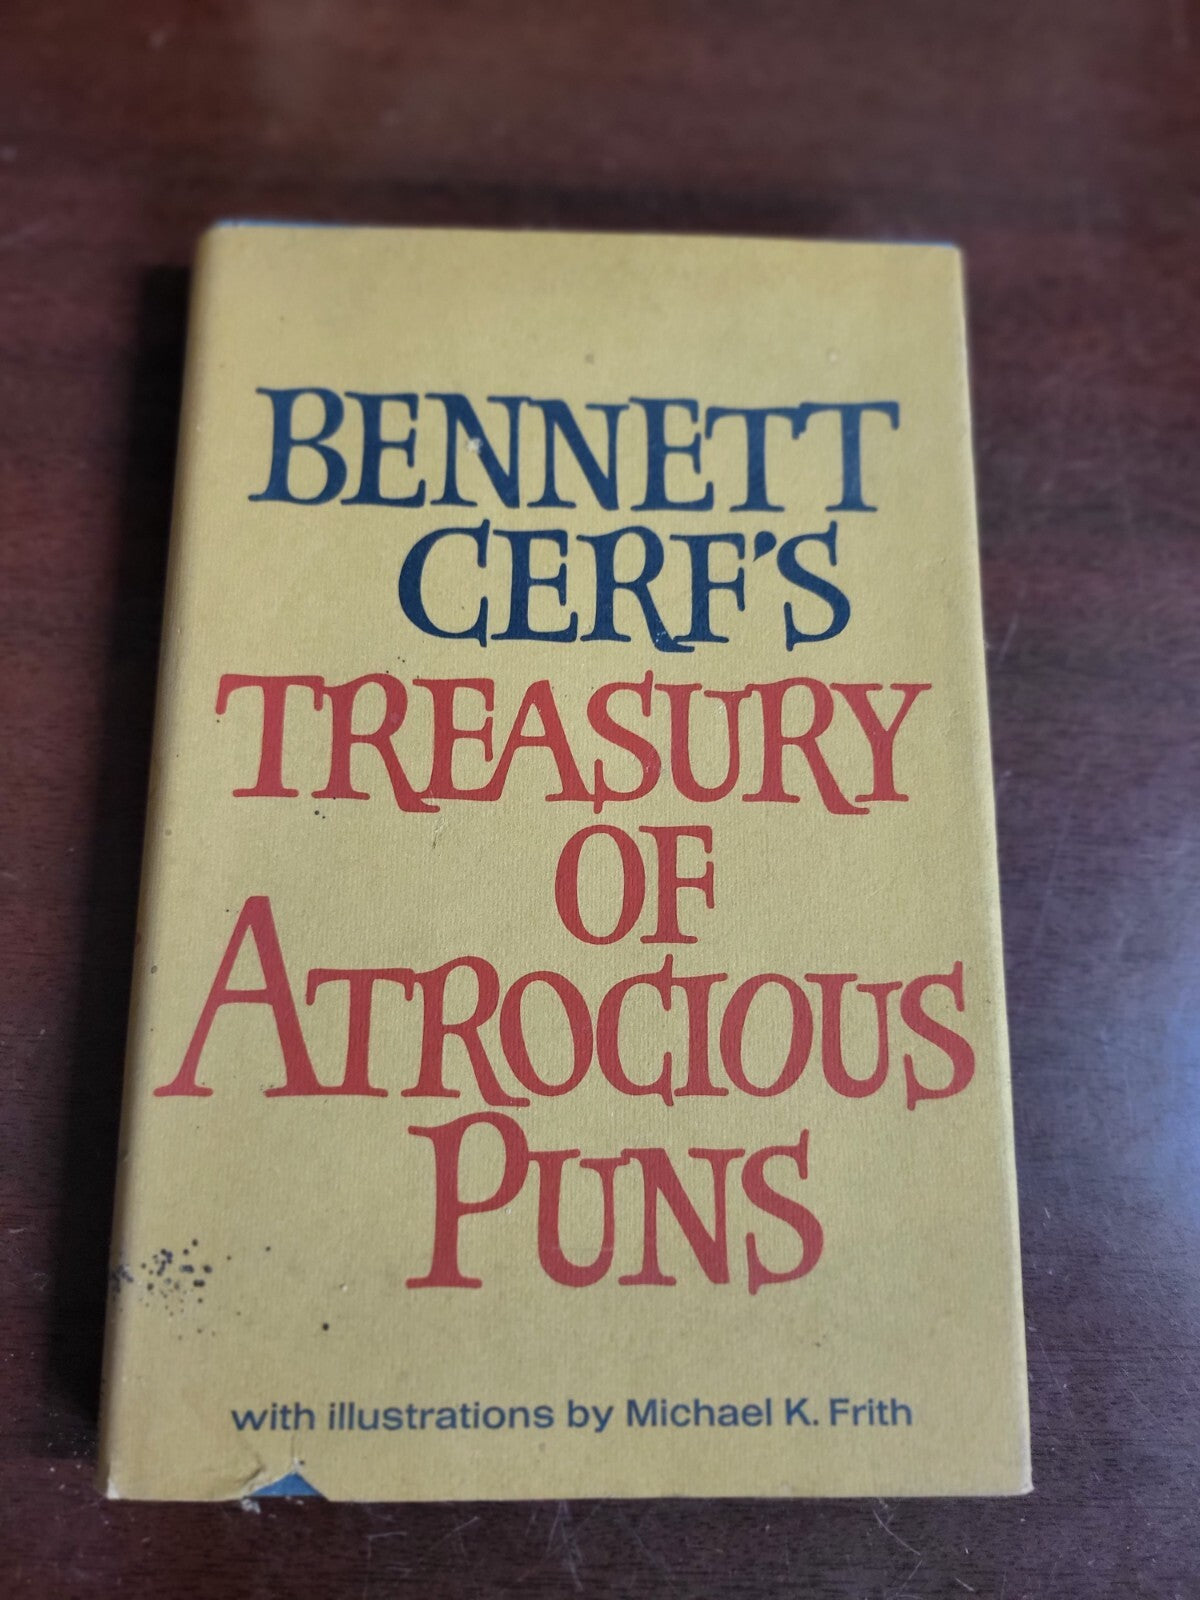 BENNETT
CERF'S
TREASURY
OF
ATROCIOUS
PUNS
with illustrations by Michael K. Frith